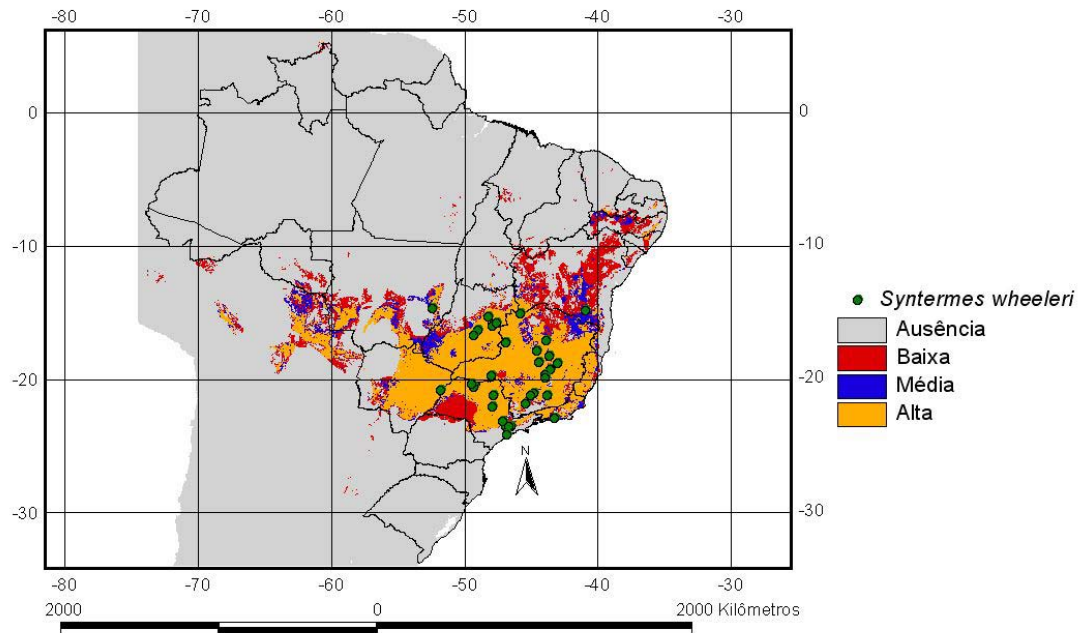 -80 -70 -60 -50 -40 -30
0 0
-10 -10
-20 -20
-30 -30
N
-80 -70 -60 -50 -40 -30
2000 0 2000 Kilômetros
Syntermes wheeleri
Ausência
Baixa
Média
Alta